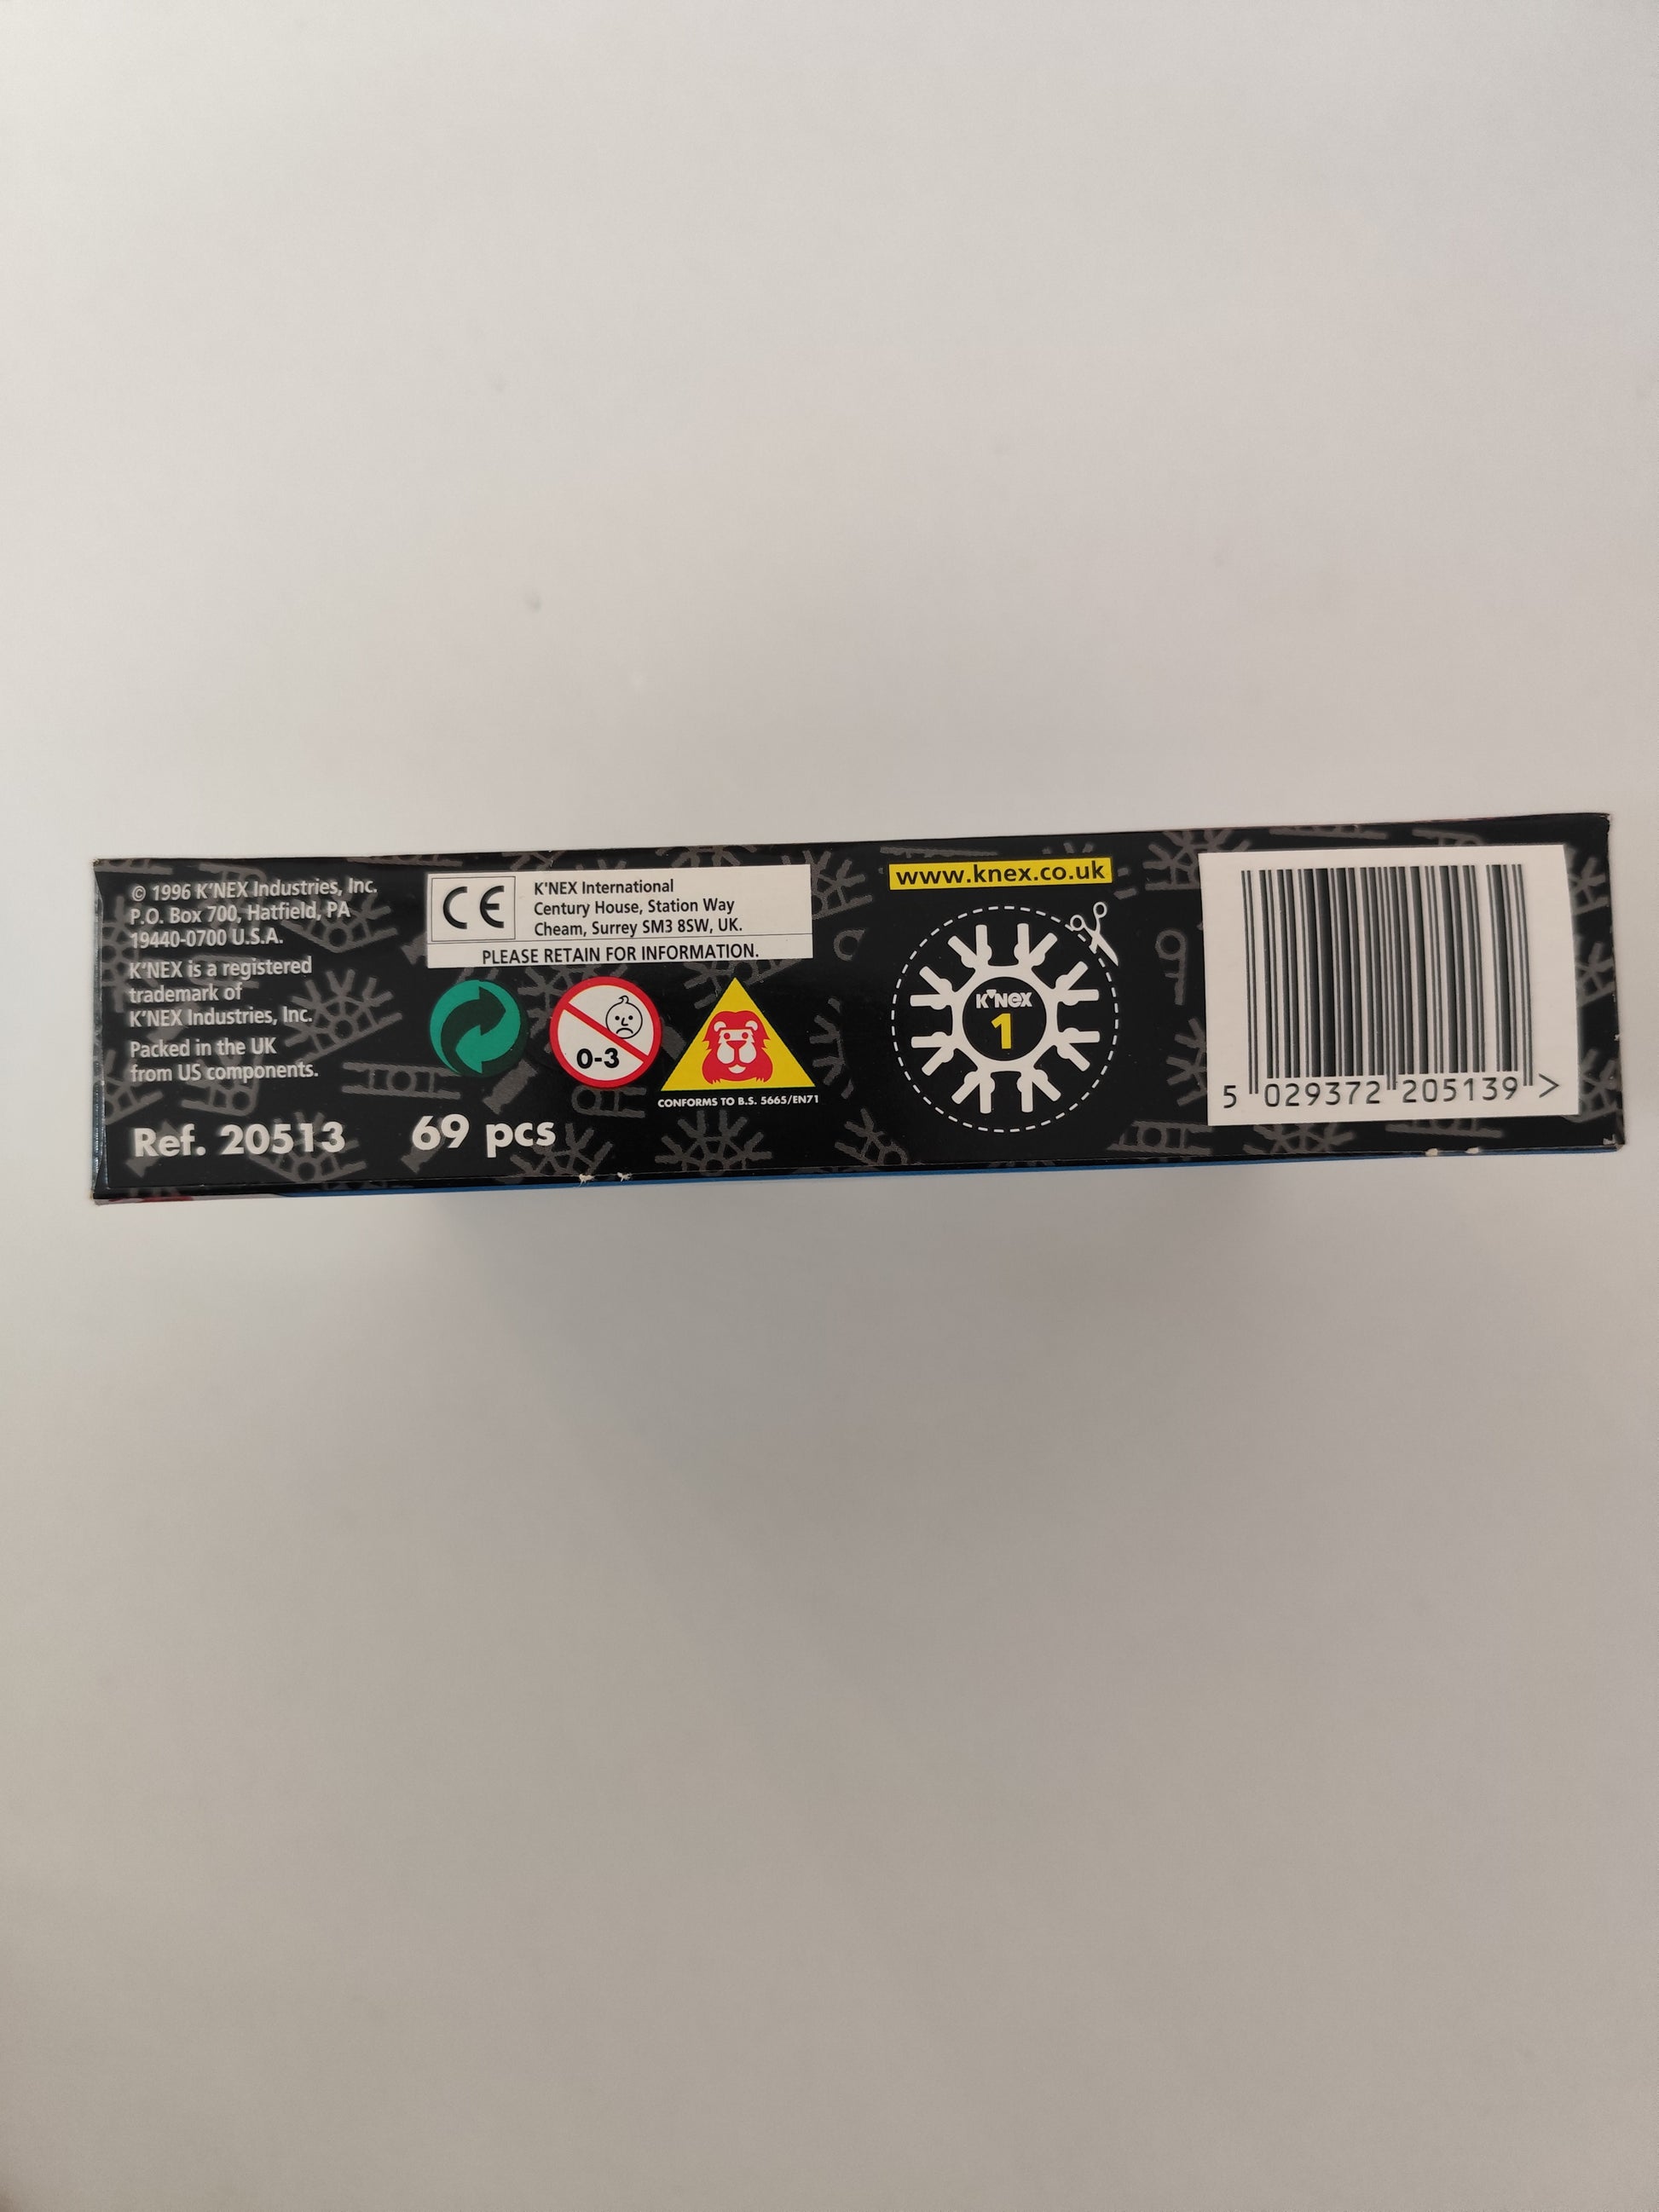 © 1996 K'NEX Industries, Inc.
P.O. Box 700, Hatfield, PA
19440-0700 U.S.A.
K'NEX is a registered
trademark of
K'NEX Industries, Inc.
Packed in the UK
from US components.
Ref. 20513
69 pcs
CE
K'NEX International
Century House, Station Way
Cheam, Surrey SM3 8SW, UK.
PLEASE RETAIN FOR INFORMATION.
0-3
CONFORMS TO B.S. 5665/EN71
www.knex.co.uk
K'NEX
1
5 029372 205139 >